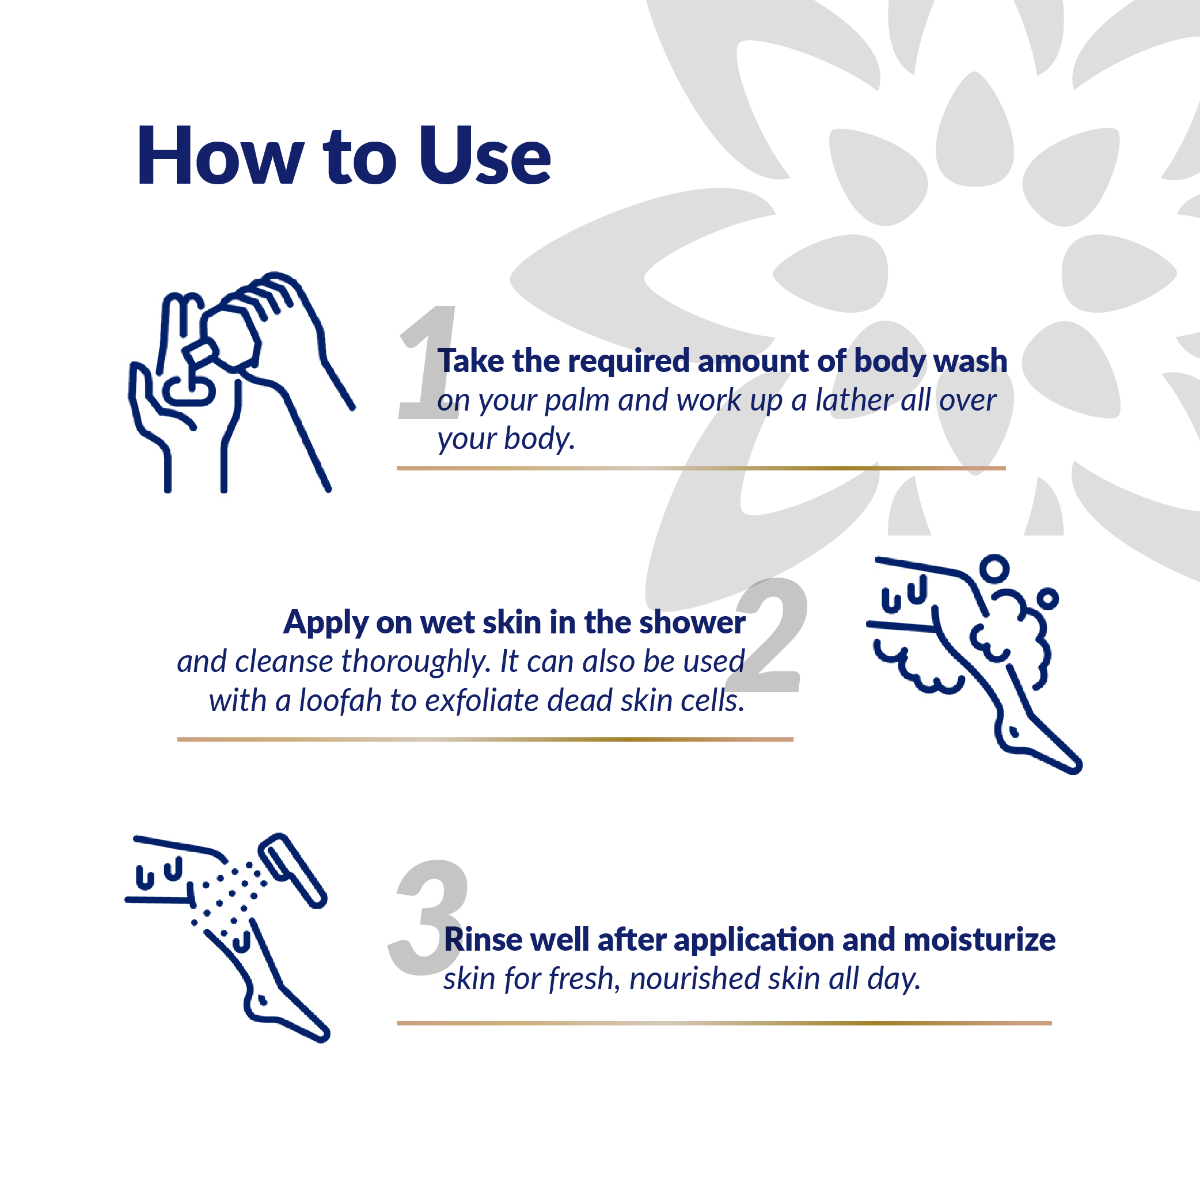 How to Use
1
Take the required amount of body wash
on your palm and work up a lather all over
your body.
2
Apply on wet skin in the shower
and cleanse thoroughly. It can also be used
with a loofah to exfoliate dead skin cells.
3
Rinse well after application and moisturize
skin for fresh, nourished skin all day.